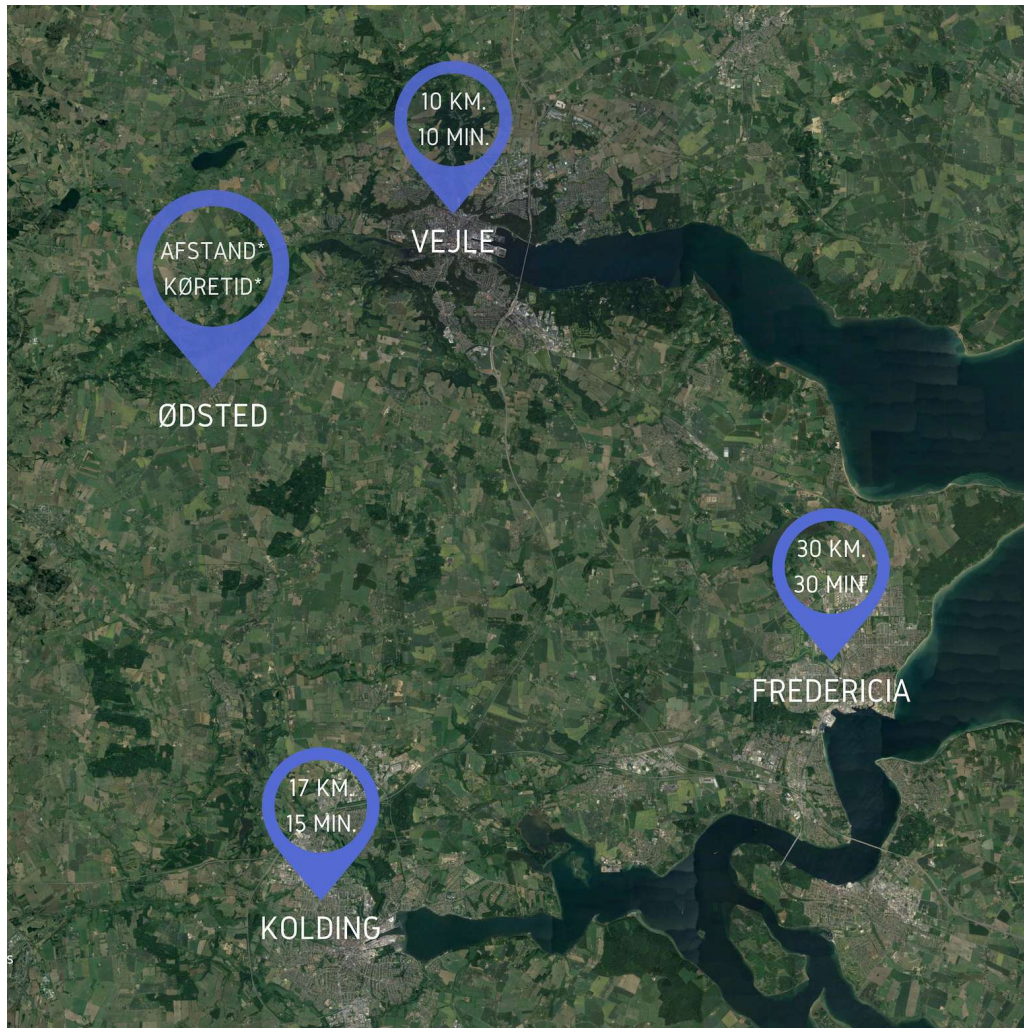 10 KM.
10 MIN.
VEJLE
AFSTAND*
KØRETID*
ØDSTED
30 KM.
30 MIN.
FREDERICIA
17 KM.
15 MIN.
KOLDING
S